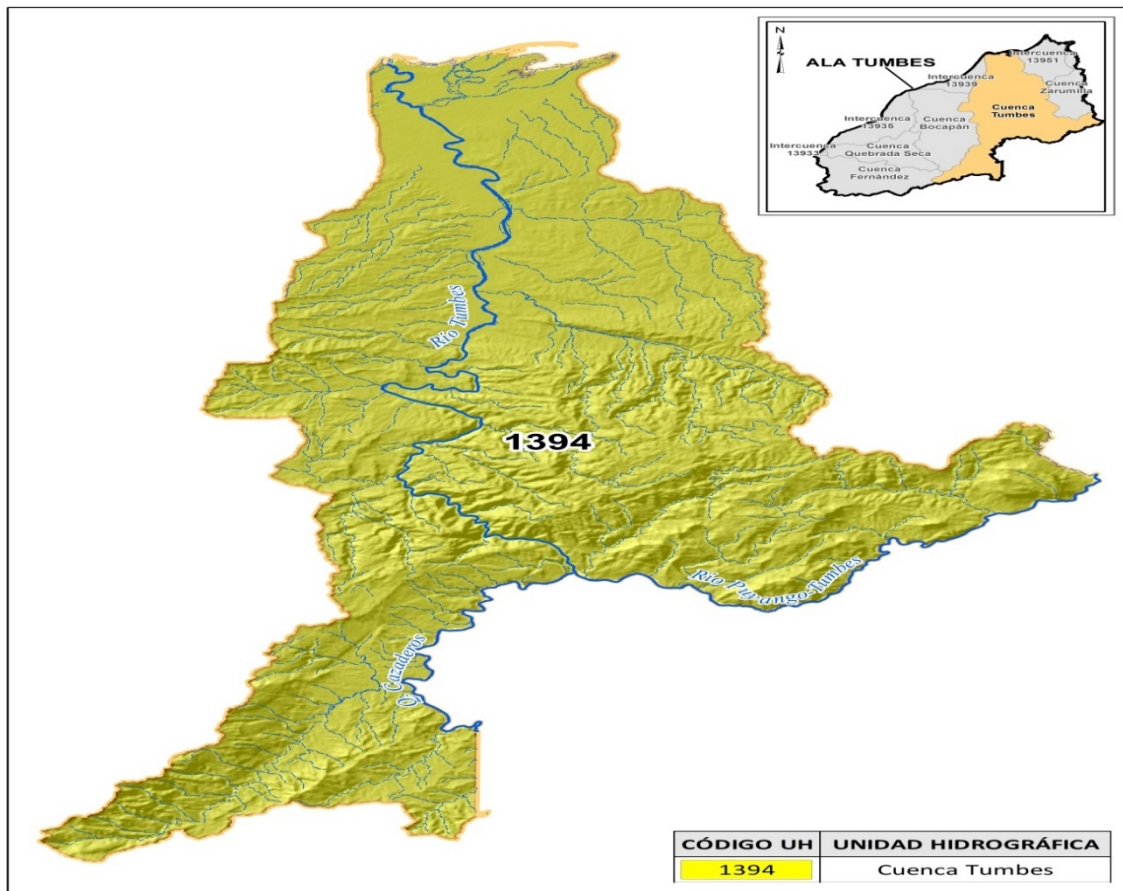 N
ALA TUMBES
Intercuenca
13951
Intercuenca
13939
Cuenca
Zarumilla
Cuenca
Tumbes
Intercuenca
13935
Cuenca
Bocapán
Intercuenca
13933
Cuenca
Quebrada Seca
Cuenca
Fernández
Río Tumbes
1394
Río Puyango-Tumbes
Q. Cazaderos
CÓDIGO UH UNIDAD HIDROGRÁFICA
1394 Cuenca Tumbes